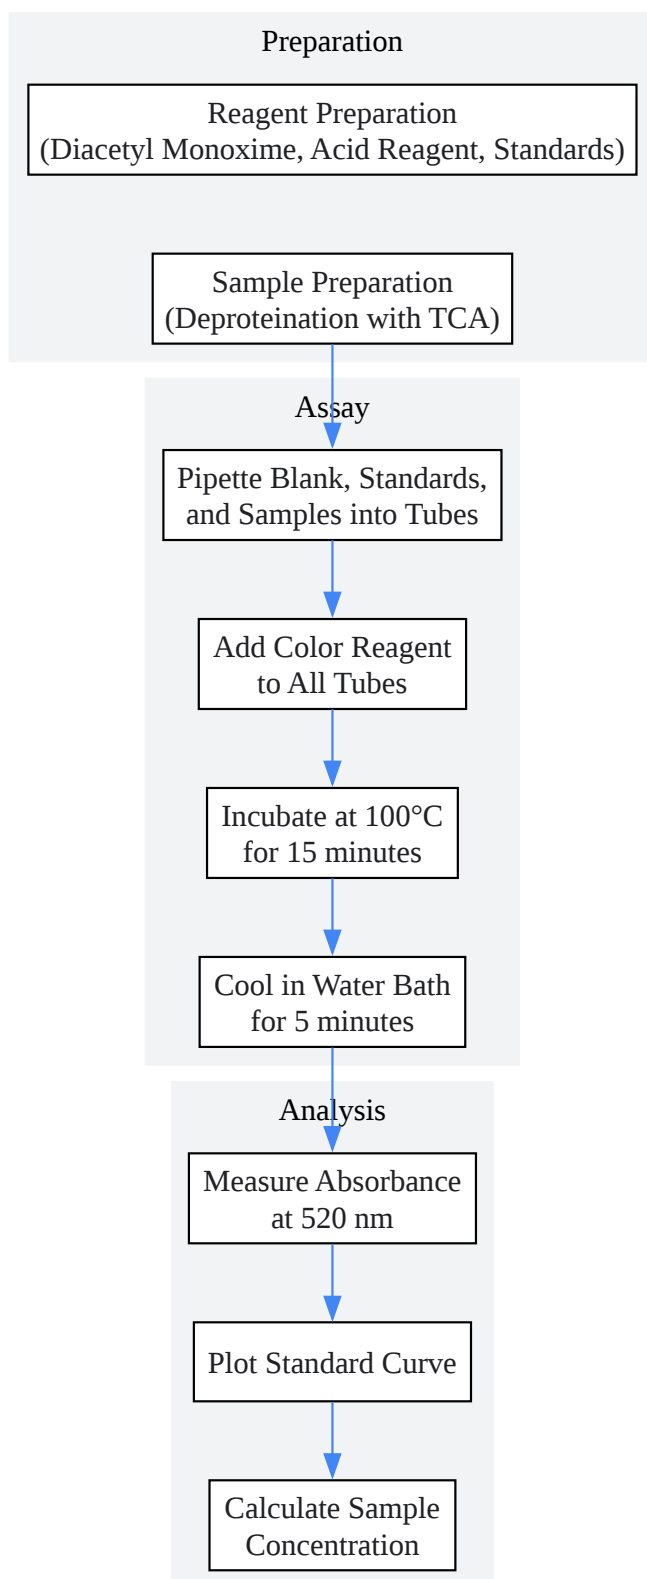 Preparation
Reagent Preparation
(Diacetyl Monoxime, Acid Reagent, Standards)
Sample Preparation
(Deproteination with TCA)
Assay
Pipette Blank, Standards,
and Samples into Tubes
Add Color Reagent
to All Tubes
Incubate at 100°C
for 15 minutes
Cool in Water Bath
for 5 minutes
Analysis
Measure Absorbance
at 520 nm
Plot Standard Curve
Calculate Sample
Concentration